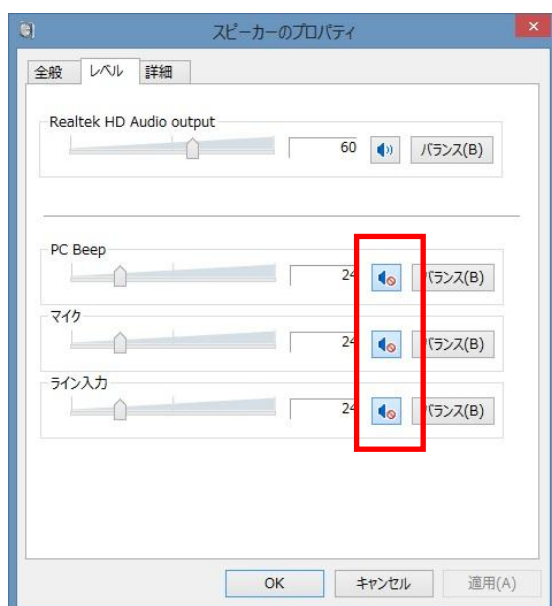 スピーカーのプロパティ
全般 レベル 詳細
Realtek HD Audio output
60 バランス(B)
PC Beep
24 バランス(B)
マイク
24 バランス(B)
ライン入力
24 バランス(B)
OK キャンセル 適用(A)